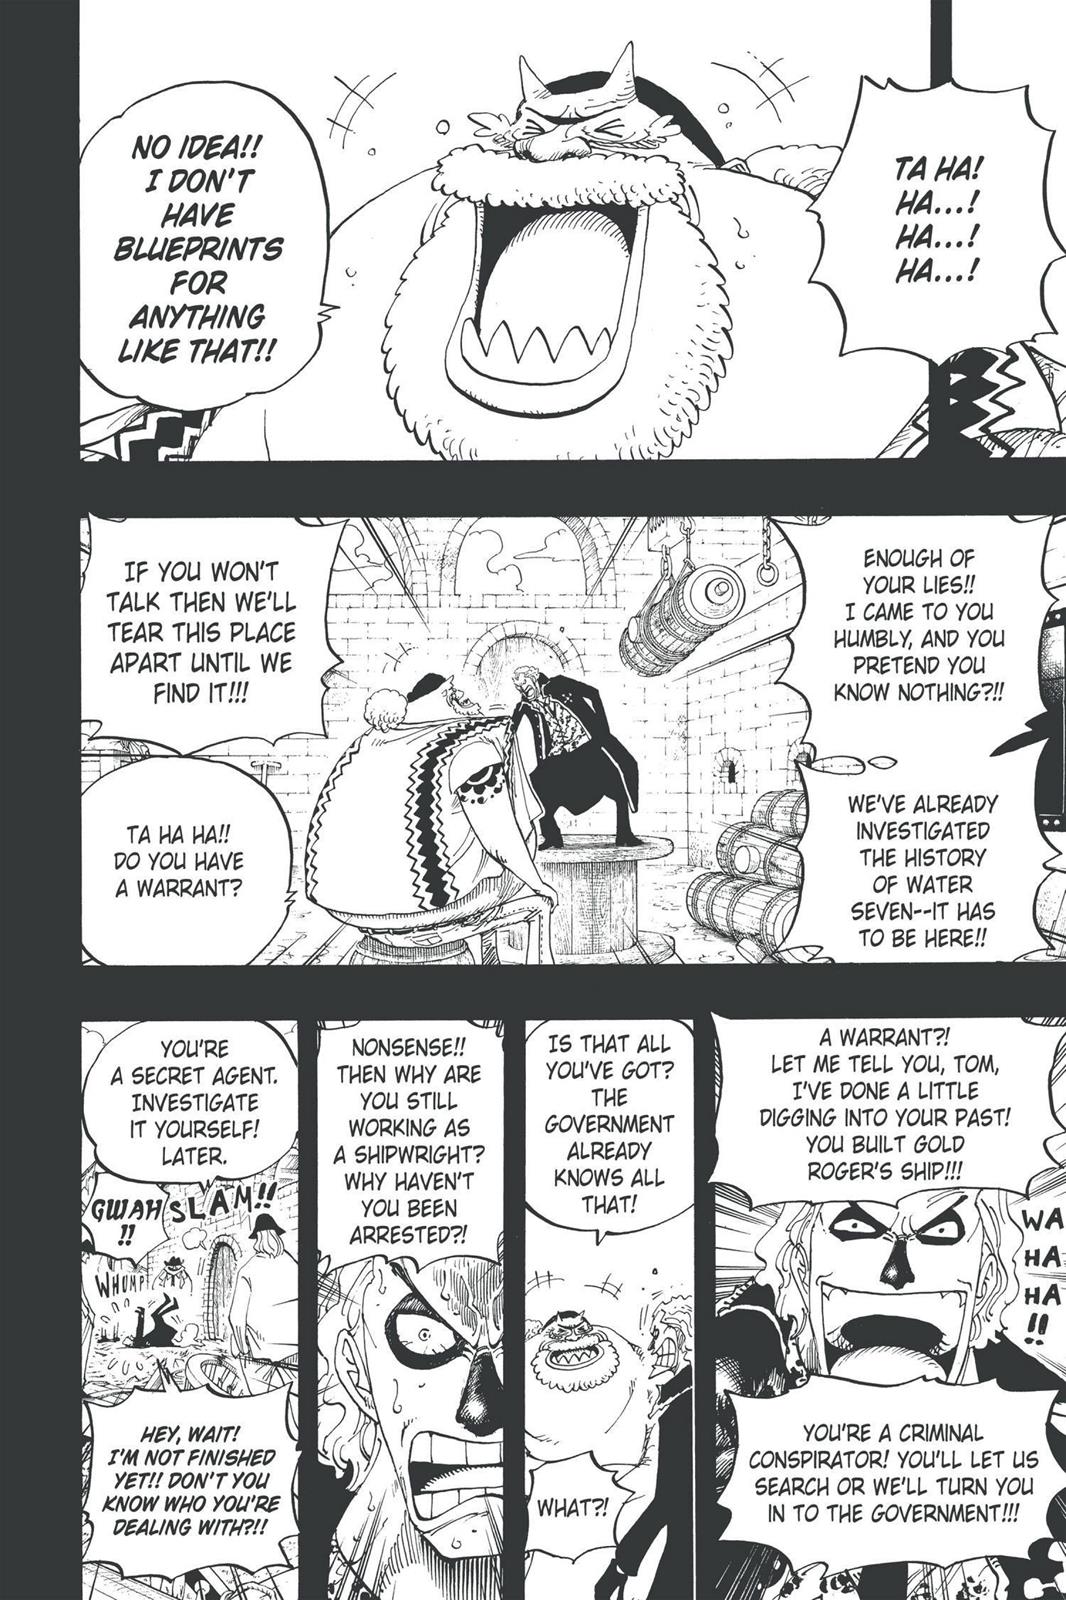 TA HA!
HA...!
HA...!
HA...!
NO IDEA!!
I DON'T
HAVE
BLUEPRINTS
FOR
ANYTHING
LIKE THAT!!
ENOUGH OF
YOUR LIES!!
I CAME TO YOU
HUMBLY, AND YOU
PRETEND YOU
KNOW NOTHING?!!
WE'VE ALREADY
INVESTIGATED
THE HISTORY
OF WATER
SEVEN--IT HAS
TO BE HERE!!
IF YOU WON'T
TALK THEN WE'LL
TEAR THIS PLACE
APART UNTIL WE
FIND IT!!!
TA HA HA!!
DO YOU HAVE
A WARRANT?
A WARRANT?!
LET ME TELL YOU, TOM,
I'VE DONE A LITTLE
DIGGING INTO YOUR PAST!
YOU BUILT GOLD
ROGER'S SHIP!!!
WA
HA
HA
HA
!!
YOU'RE A CRIMINAL
CONSPIRATOR! YOU'LL LET US
SEARCH OR WE'LL TURN YOU
IN TO THE GOVERNMENT!!!
IS THAT ALL
YOU'VE GOT?
THE
GOVERNMENT
ALREADY
KNOWS ALL
THAT!
WHAT?!
NONSENSE!!
THEN WHY ARE
YOU STILL
WORKING AS
A SHIPWRIGHT?
WHY HAVEN'T
YOU BEEN
ARRESTED?!
YOU'RE
A SECRET AGENT.
INVESTIGATE
IT YOURSELF!
LATER.
SLAM!!
GWAH
!!
WHUMP
HEY, WAIT!
I'M NOT FINISHED
YET!! DON'T YOU
KNOW WHO YOU'RE
DEALING WITH?!!